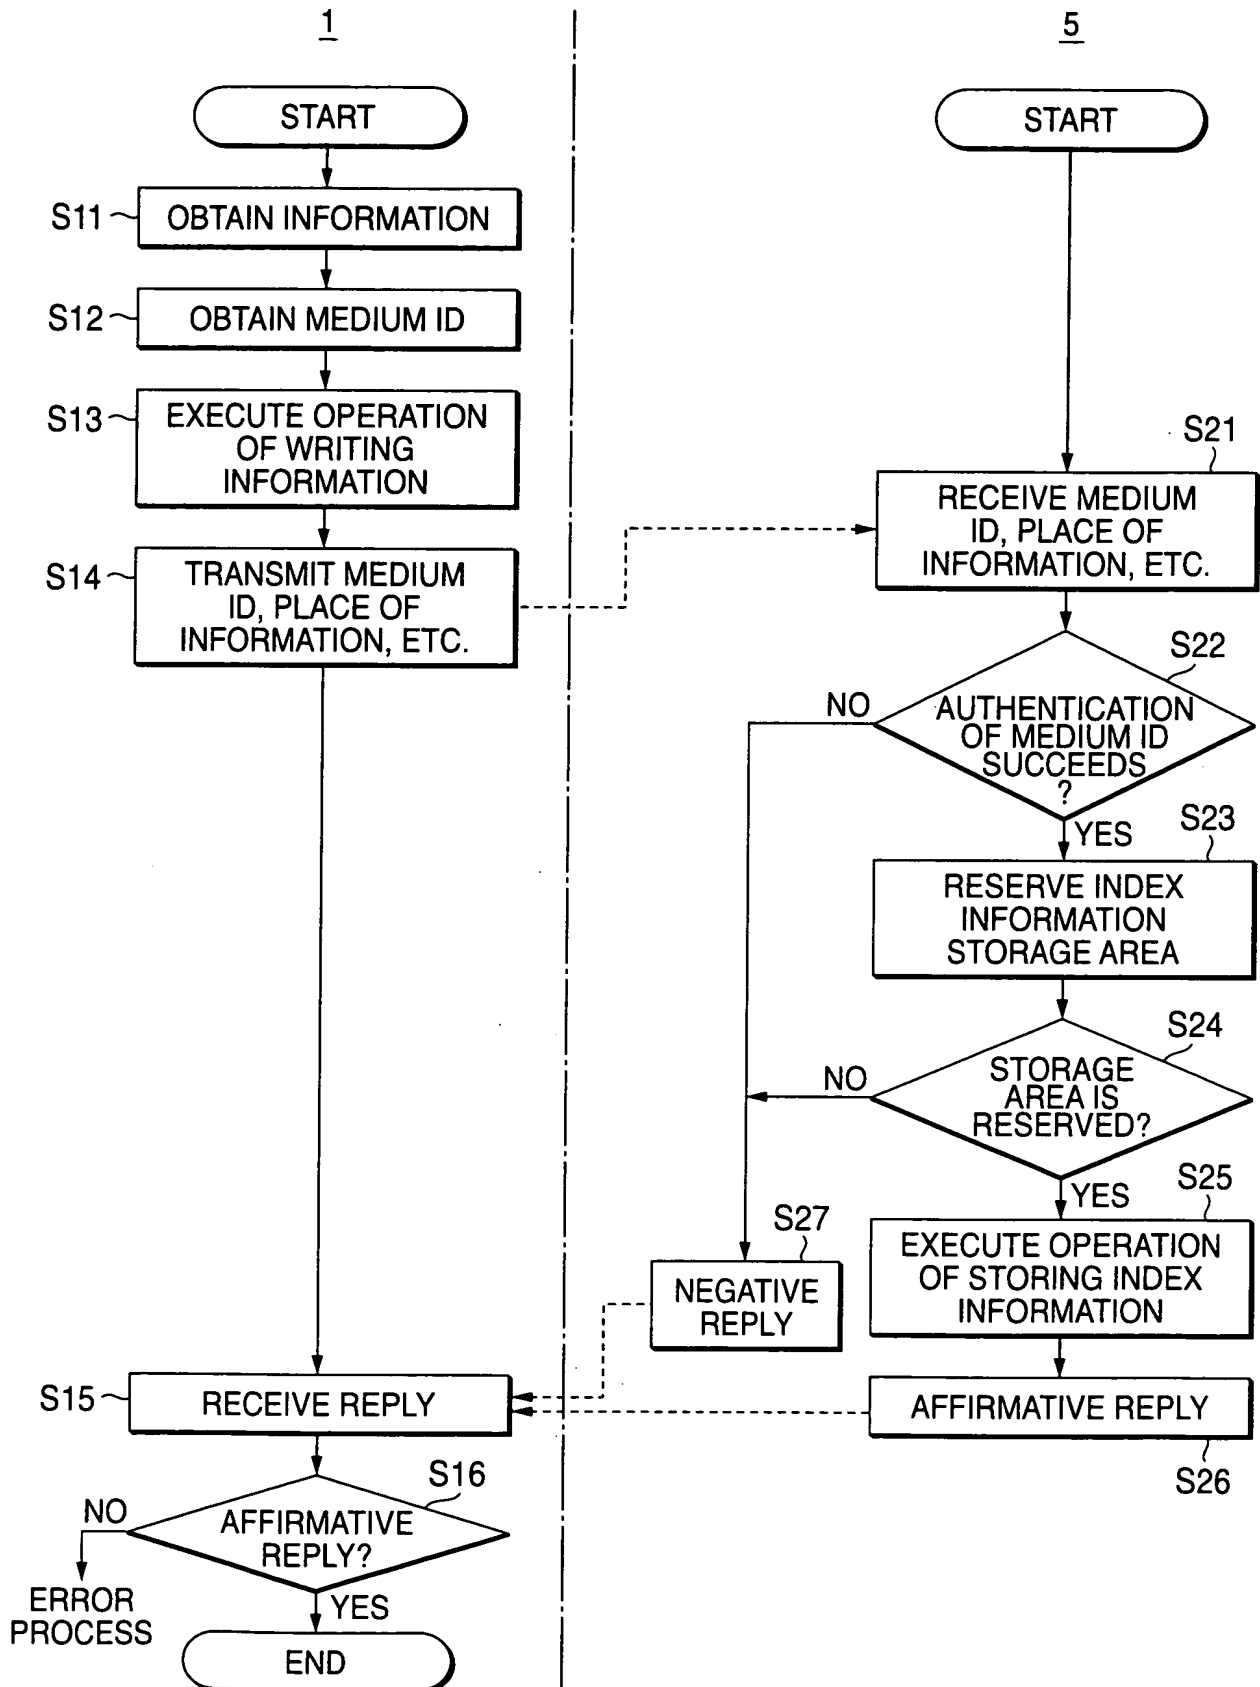 1
START
S11
OBTAIN INFORMATION
S12
OBTAIN MEDIUM ID
S13
EXECUTE OPERATION
OF WRITING
INFORMATION
S14
TRANSMIT MEDIUM
ID, PLACE OF
INFORMATION, ETC.
S15
RECEIVE REPLY
S16
AFFIRMATIVE
REPLY?
NO
ERROR
PROCESS
YES
END
5
START
S21
RECEIVE MEDIUM
ID, PLACE OF
INFORMATION, ETC.
S22
AUTHENTICATION
OF MEDIUM ID
SUCCEEDS
?
NO
YES
S23
RESERVE INDEX
INFORMATION
STORAGE AREA
S24
STORAGE
AREA IS
RESERVED?
NO
YES
S25
EXECUTE OPERATION
OF STORING INDEX
INFORMATION
S27
NEGATIVE
REPLY
AFFIRMATIVE REPLY
S26